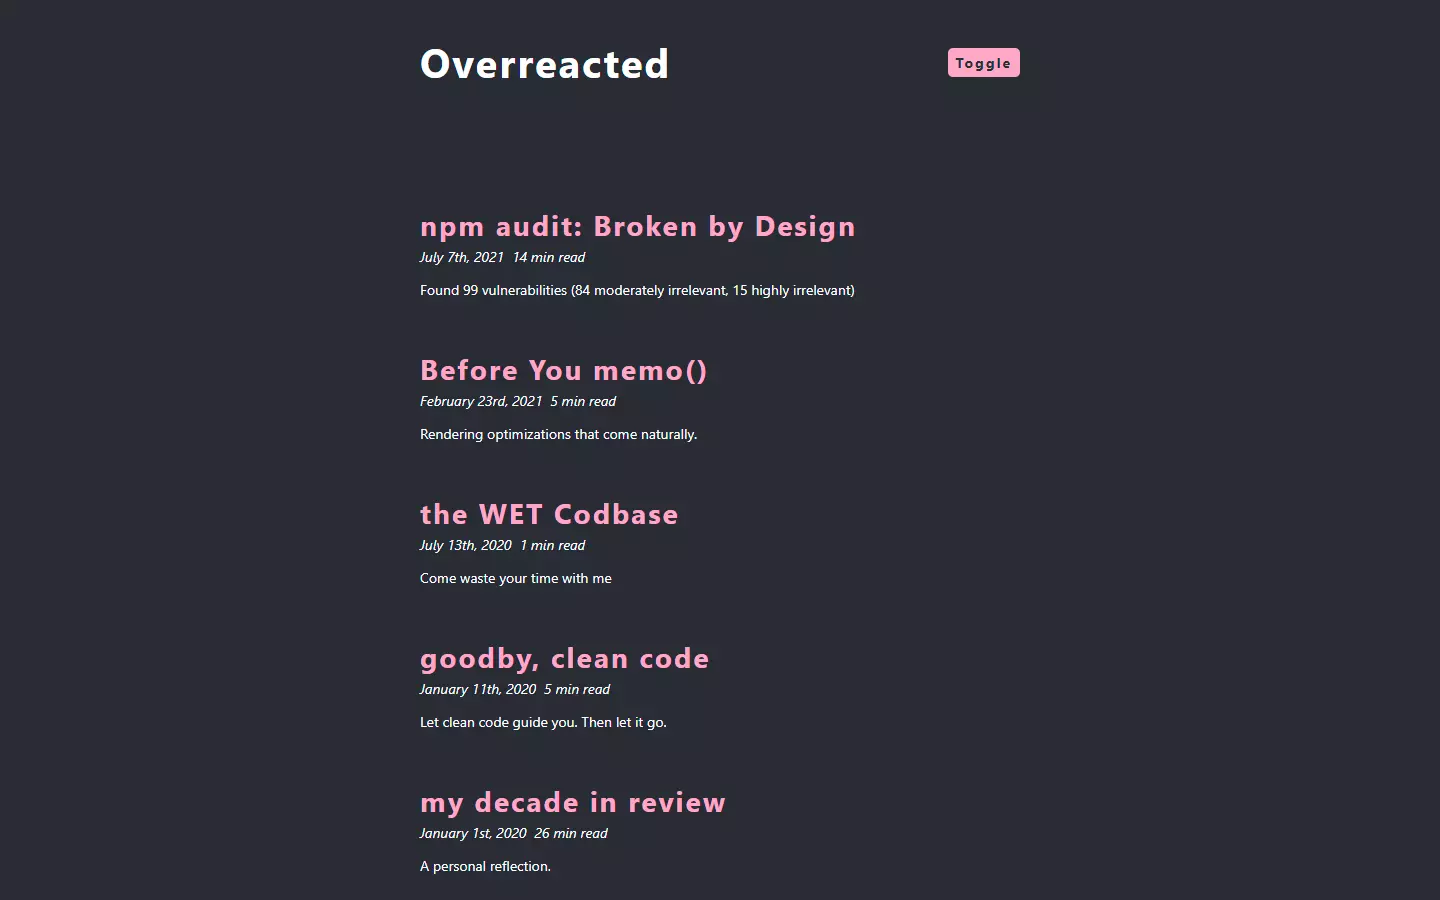 Overreacted
Toggle
npm audit: Broken by Design
July 7th, 2021 14 min read
Found 99 vulnerabilities (84 moderately irrelevant, 15 highly irrelevant)
Before You memo()
February 23rd, 2021 5 min read
Rendering optimizations that come naturally.
the WET Codbase
July 13th, 2020 1 min read
Come waste your time with me
goodby, clean code
January 11th, 2020 5 min read
Let clean code guide you. Then let it go.
my decade in review
January 1st, 2020 26 min read
A personal reflection.